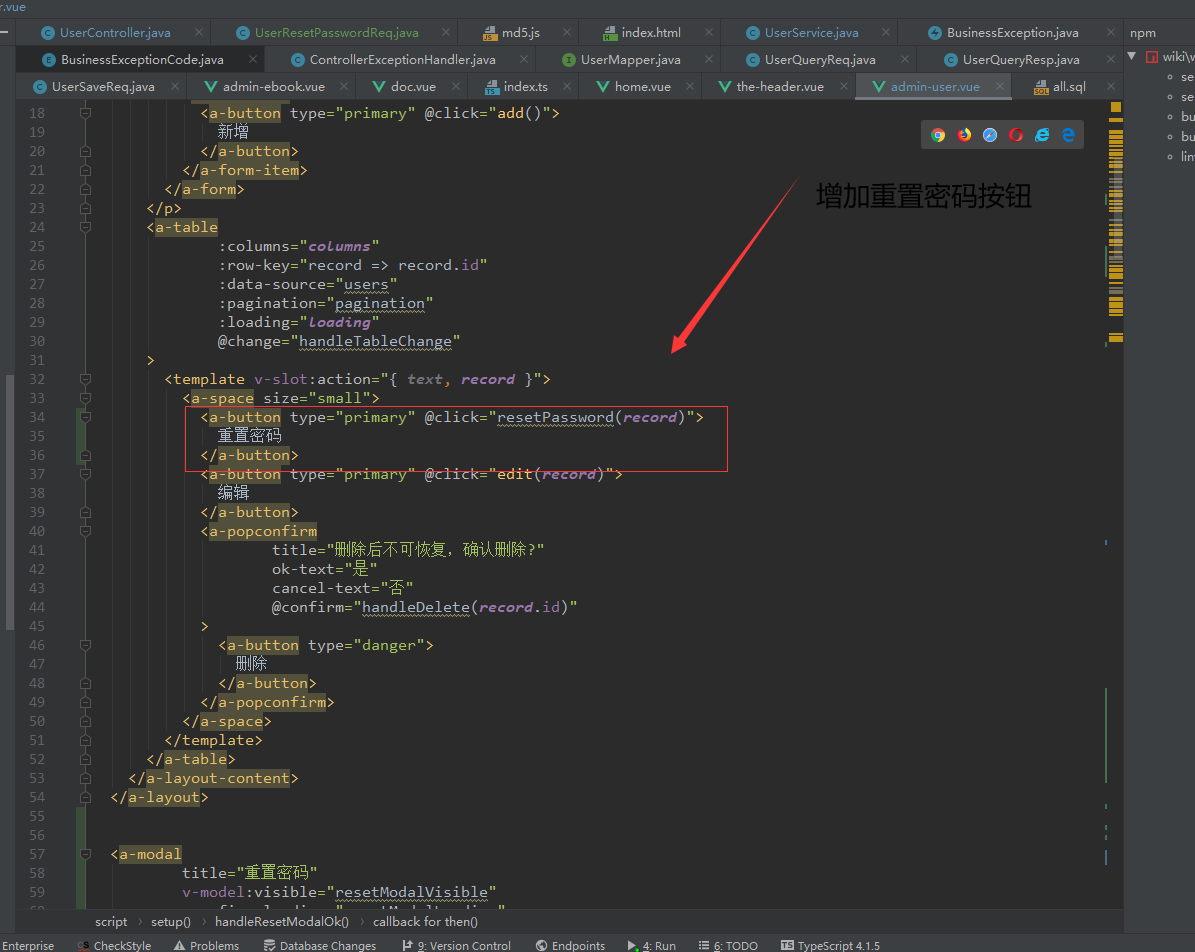 r.vue
UserController.java
UserResetPasswordReq.java
md5.js
index.html
UserService.java
BusinessException.java
npm
BusinessExceptionCode.java
ControllerExceptionHandler.java
UserMapper.java
UserQueryReq.java
UserQueryResp.java
wiki\w
UserSaveReq.java
admin-ebook.vue
doc.vue
index.ts
home.vue
the-header.vue
admin-user.vue
all.sql
se
se
bu
bu
lin
增加重置密码按钮
18 <a-button type="primary" @click="add()">
19 新增
20 </a-button>
21 </a-form-item>
22 </a-form>
23 </p>
24 <a-table
25 :columns="columns"
26 :row-key="record => record.id"
27 :data-source="users"
28 :pagination="pagination"
29 :loading="loading"
30 @change="handleTableChange"
31 >
32 <template v-slot:action="{ text, record }">
33 <a-space size="small">
34 <a-button type="primary" @click="resetPassword(record)">
35 重置密码
36 </a-button>
37 <a-button type="primary" @click="edit(record)">
38 编辑
39 </a-button>
40 <a-popconfirm
41 title="删除后不可恢复，确认删除?"
42 ok-text="是"
43 cancel-text="否"
44 @confirm="handleDelete(record.id)"
45 >
46 <a-button type="danger">
47 删除
48 </a-button>
49 </a-popconfirm>
50 </a-space>
51 </template>
52 </a-table>
53 </a-layout-content>
54 </a-layout>
55
56
57 <a-modal
58 title="重置密码"
59 v-model:visible="resetModalVisible"
script › setup() › handleResetModalOk() › callback for then()
Enterprise CheckStyle Problems Database Changes 9: Version Control Endpoints 4: Run 6: TODO TypeScript 4.1.5